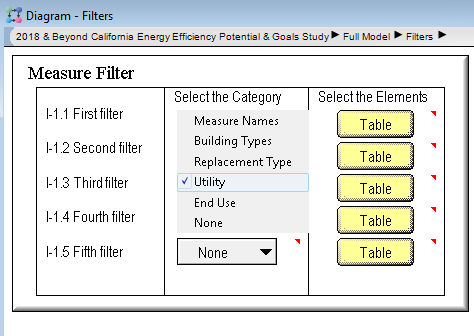 Diagram - Filters
2018 & Beyond California Energy Efficiency Potential & Goals Study Full Model Filters
Measure Filter
Select the Category Select the Elements
I-1.1 First filter Measure Names Table
I-1.2 Second filter Building Types Table
Replacement Type
I-1.3 Third filter Utility Table
I-1.4 Fourth filter End Use Table
None
I-1.5 Fifth filter None Table